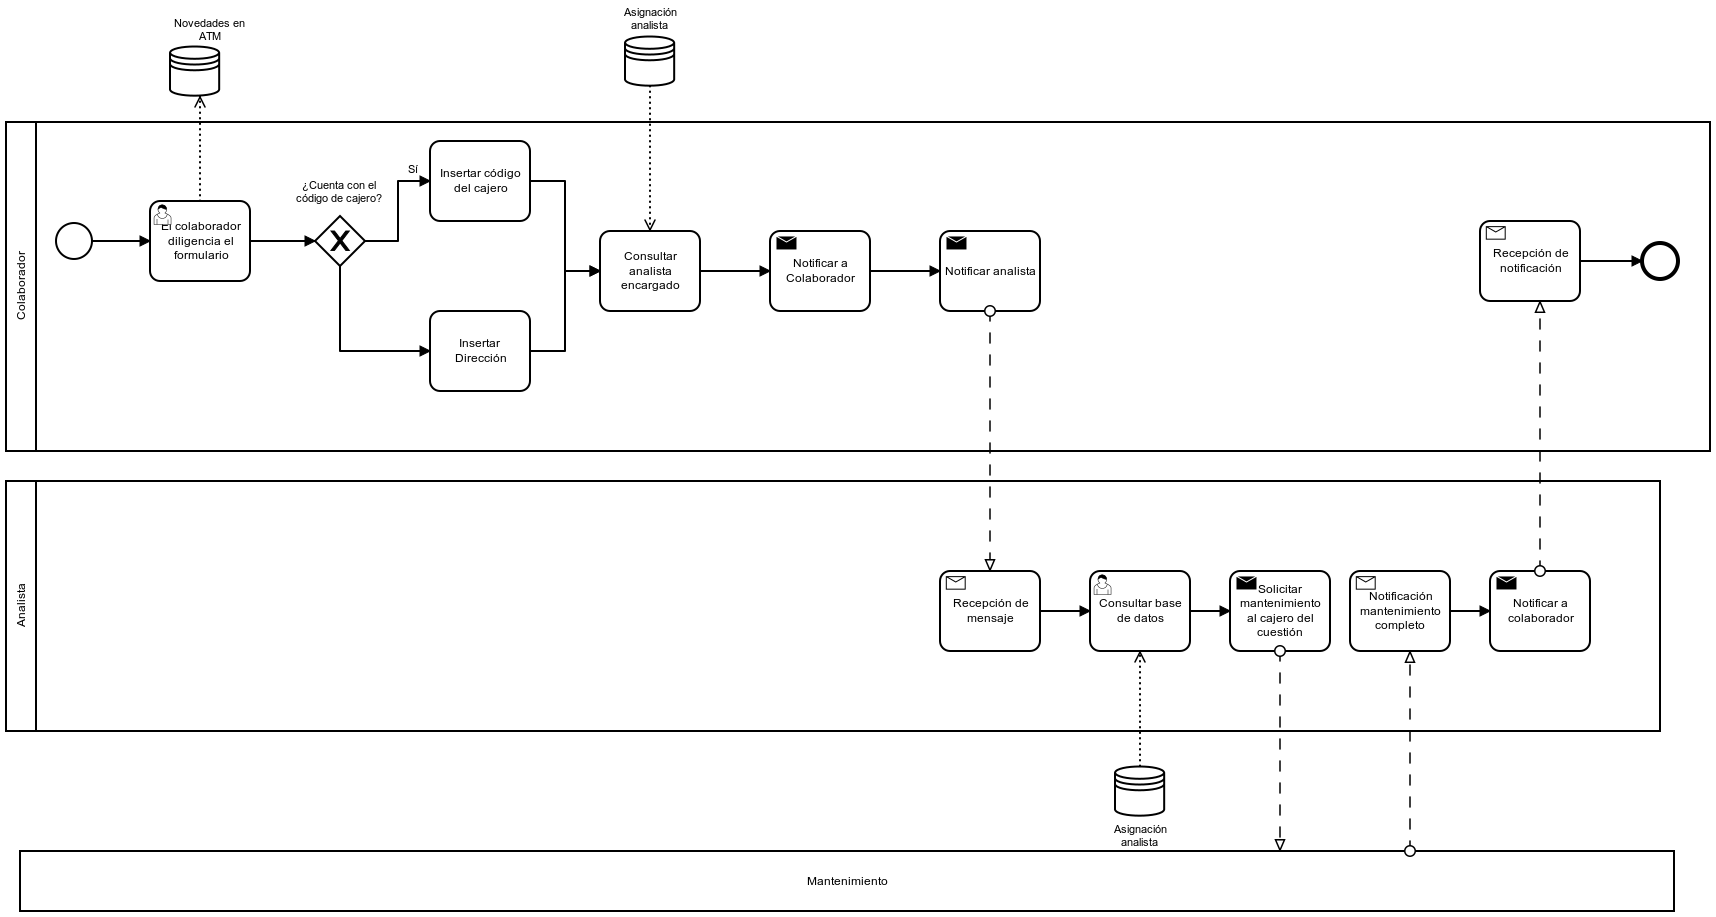 Novedades en
ATM
Asignación
analista
Colaborador
El colaborador
diligencia el
formulario
¿Cuenta con el
código de cajero?
Sí
Insertar código
del cajero
Insertar
Dirección
Consultar
analista
encargado
Notificar a
Colaborador
Notificar analista
Recepción de
notificación
Analista
Recepción de
mensaje
Consultar base
de datos
Solicitar
mantenimiento
al cajero del
cuestión
Notificación
mantenimiento
completo
Notificar a
colaborador
Asignación
analista
Mantenimiento